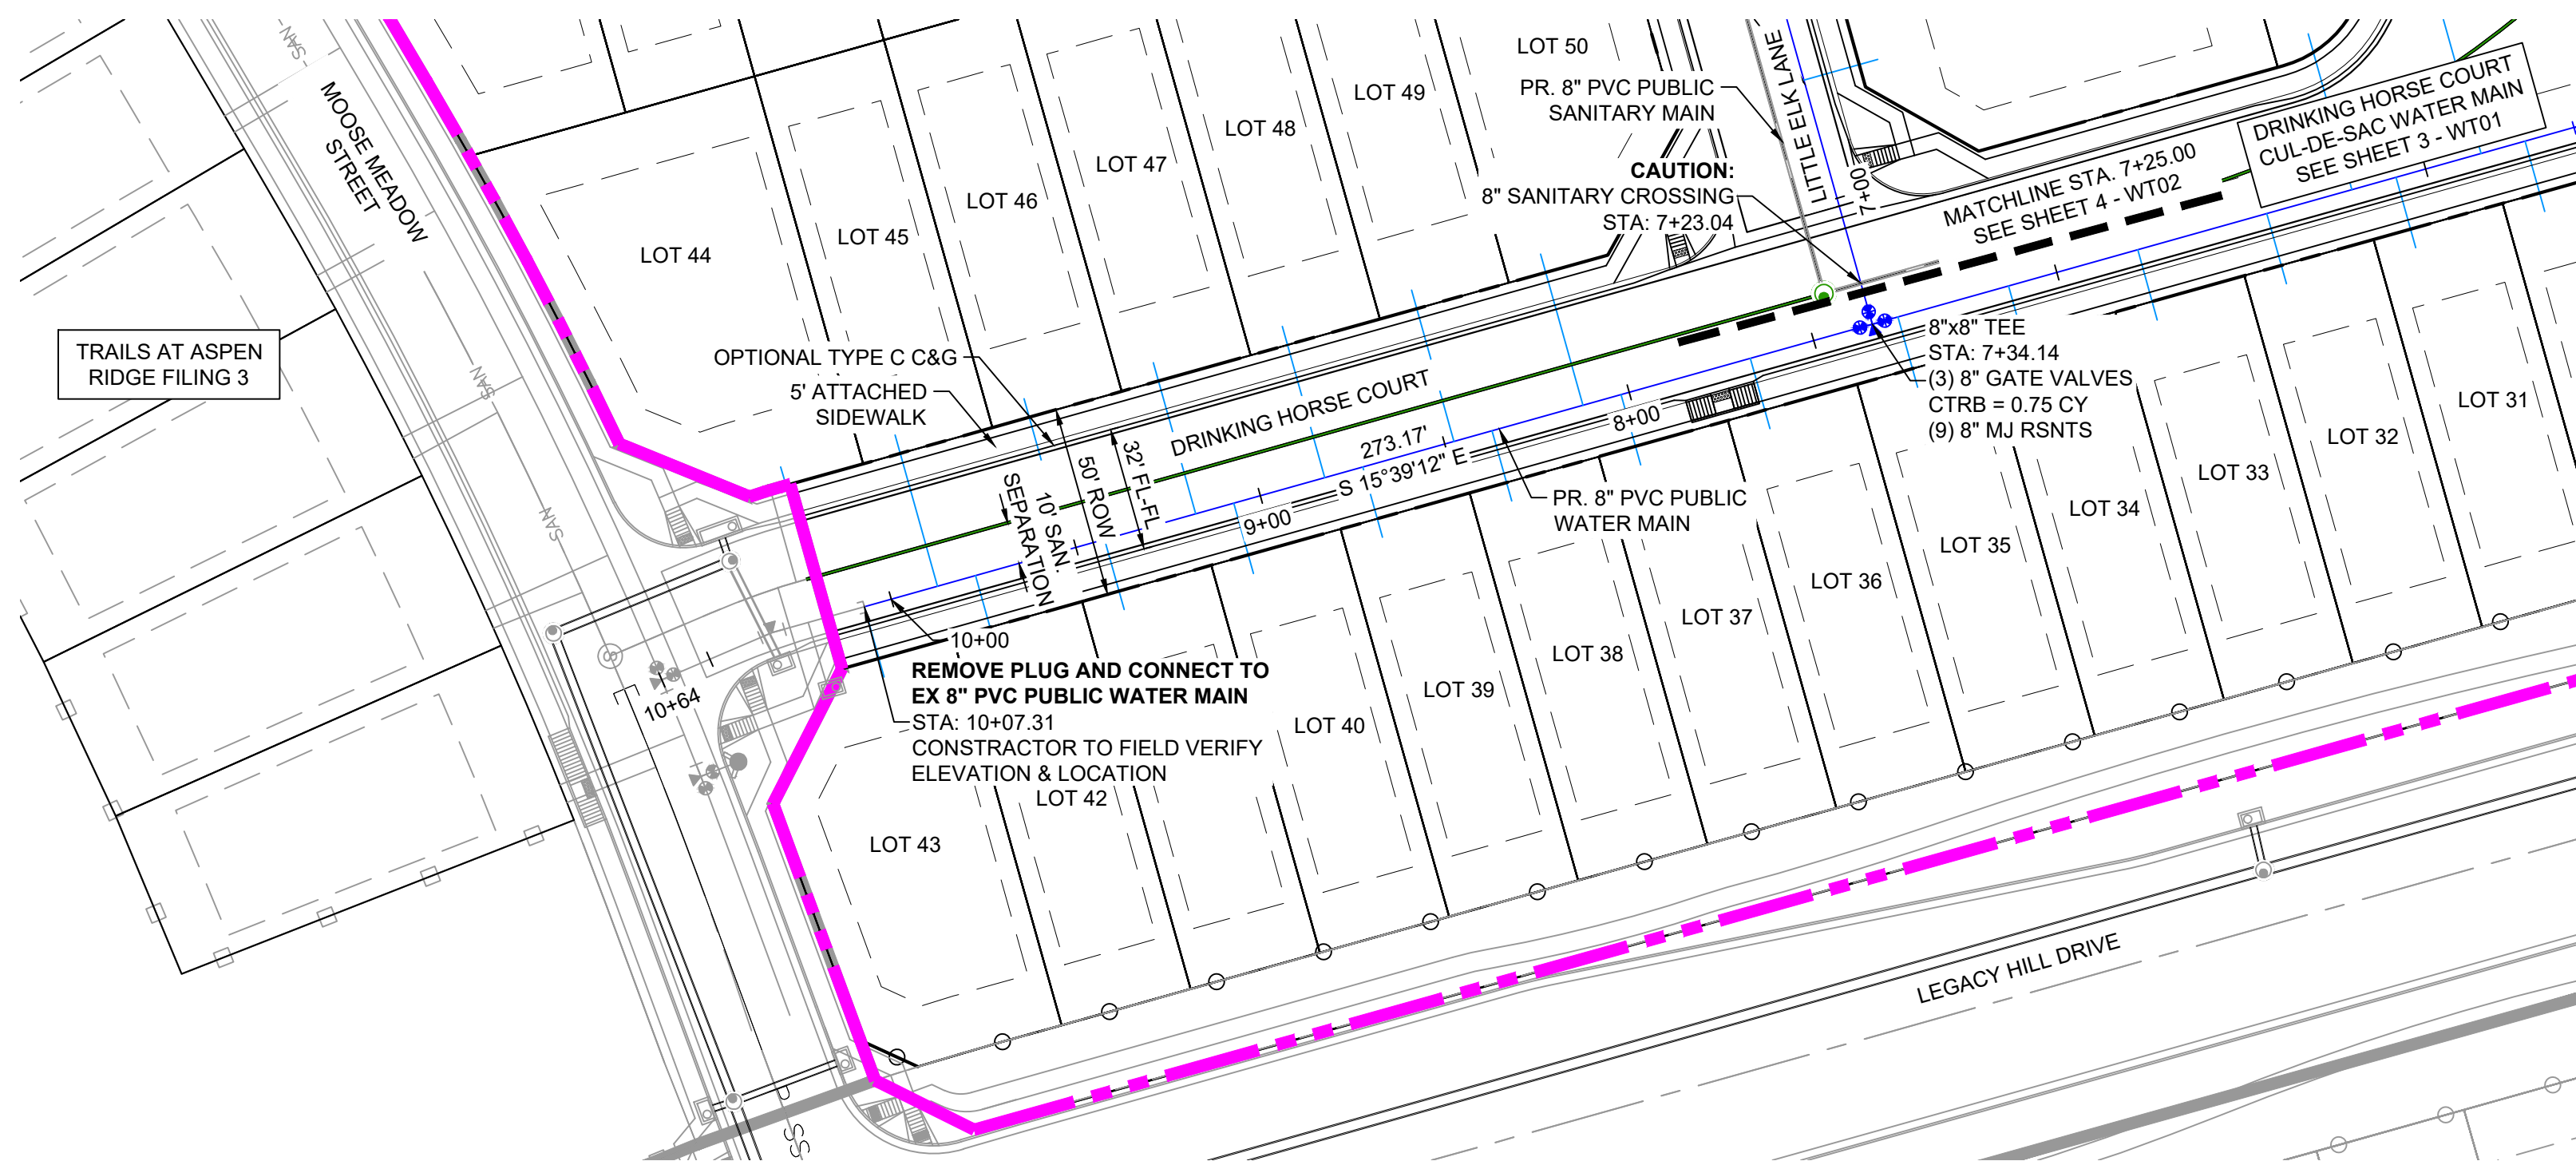 MOOSE MEADOW
STREET
SAN
SAN
SAN
TRAILS AT ASPEN
RIDGE FILING 3
LOT 44
LOT 45
LOT 46
LOT 47
LOT 48
LOT 49
LOT 50
PR. 8" PVC PUBLIC
SANITARY MAIN
CAUTION:
8" SANITARY CROSSING
STA: 7+23.04
LITTLE ELK LANE
7+00
MATCHLINE STA. 7+25.00
SEE SHEET 4 - WT02
DRINKING HORSE COURT
CUL-DE-SAC WATER MAIN
SEE SHEET 3 - WT01
OPTIONAL TYPE C C&G
5' ATTACHED
SIDEWALK
10' SAN.
SEPARATION
50' ROW
32' FL-FL
DRINKING HORSE COURT
273.17'
S 15°39'12" E
9+00
8+00
PR. 8" PVC PUBLIC
WATER MAIN
8"x8" TEE
STA: 7+34.14
(3) 8" GATE VALVES
CTRB = 0.75 CY
(9) 8" MJ RSNTS
LOT 31
LOT 32
LOT 33
LOT 34
LOT 35
LOT 36
LOT 37
LOT 38
LOT 39
LOT 40
10+00
REMOVE PLUG AND CONNECT TO
EX 8" PVC PUBLIC WATER MAIN
STA: 10+07.31
CONSTRACTOR TO FIELD VERIFY
ELEVATION & LOCATION
LOT 42
LOT 43
10+64
SS
LEGACY HILL DRIVE